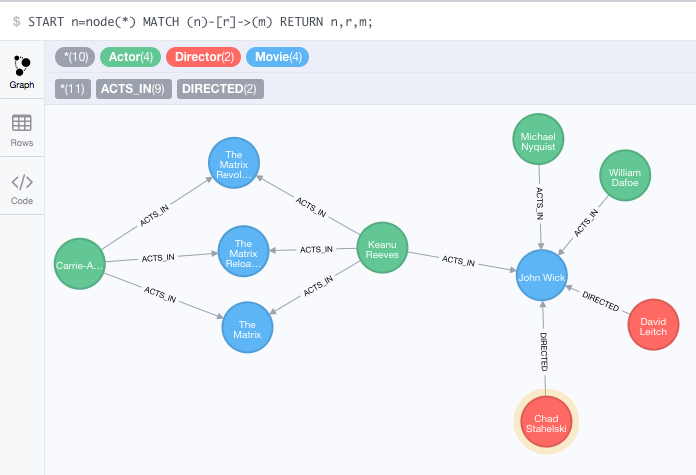 $ START n=node(*) MATCH (n)-[r]->(m) RETURN n,r,m;
Graph
Rows
Code
*(10) Actor(4) Director(2) Movie(4)
*(11) ACTS_IN(9) DIRECTED(2)
Michael
Nyquist
The
Matrix
Revol...
William
Dafoe
ACTS_IN
ACTS_IN
ACTS_IN
ACTS_IN
Carrie-A...
ACTS_IN
The
Matrix
Reloa...
ACTS_IN
Keanu
Reeves
ACTS_IN
John Wick
ACTS_IN
ACTS_IN
DIRECTED
The
Matrix
David
Leitch
DIRECTED
Chad
Stahelski